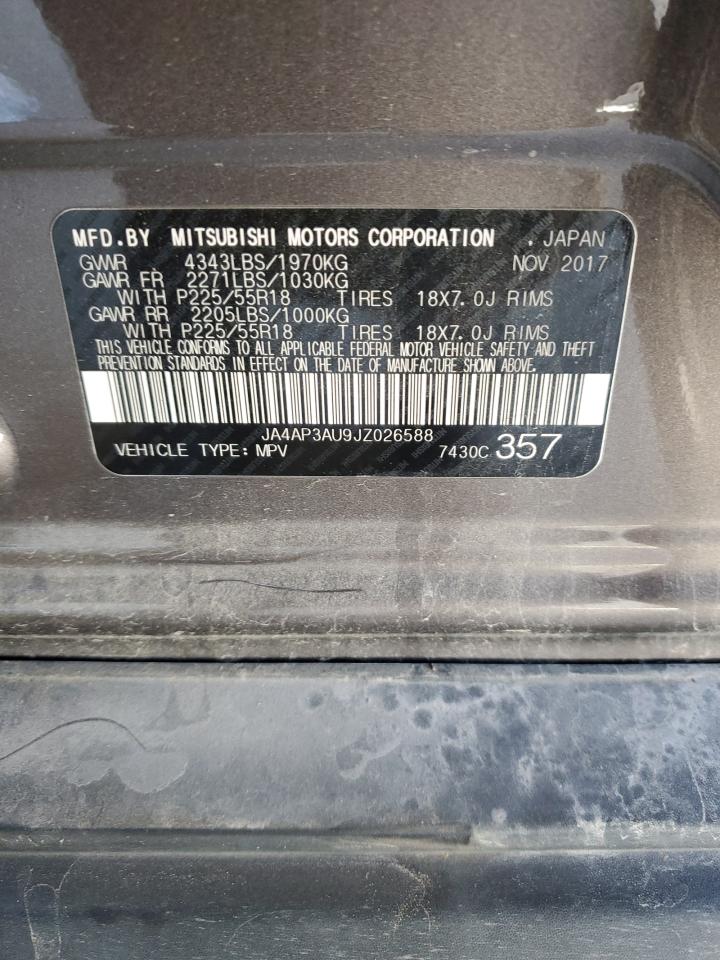 MFD.BY MITSUBISHI MOTORS CORPORATION . JAPAN
GVWR 4343LBS/1970KG NOV 2017
GAWR FR 2271LBS/1030KG
WITH P225/55R18 TIRES 18X7.0J RIMS
GAWR RR 2205LBS/1000KG
WITH P225/55R18 TIRES 18X7.0J RIMS
THIS VEHICLE CONFORMS TO ALL APPLICABLE FEDERAL MOTOR VEHICLE SAFETY AND THEFT
PREVENTION STANDARDS IN EFFECT ON THE DATE OF MANUFACTURE SHOWN ABOVE.
JA4AP3AU9JZ026588
VEHICLE TYPE: MPV 7430C 357